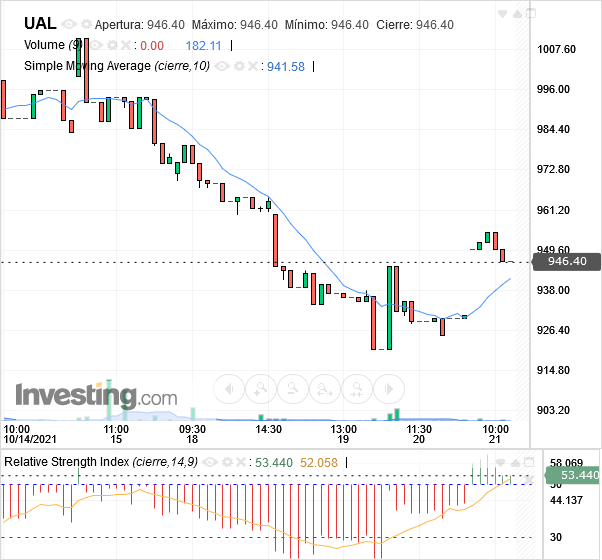 UAL Apertura: 946.40 Máximo: 946.40 Mínimo: 946.40 Cierre: 946.40
Volume (9) : 0.00 182.11 |
Simple Moving Average (cierre,10) : 941.58 |
1007.60
996.00
984.40
972.80
961.20
949.60
946.40
938.00
926.40
914.80
903.20
Investing.com
10:00 11:00 09:30 14:30 13:00 11:30 10:00
10/14/2021 15 18 19 20 21
Relative Strength Index (cierre,14,9) : 53.440 52.058 |
58.069
53.440
50
44.137
30